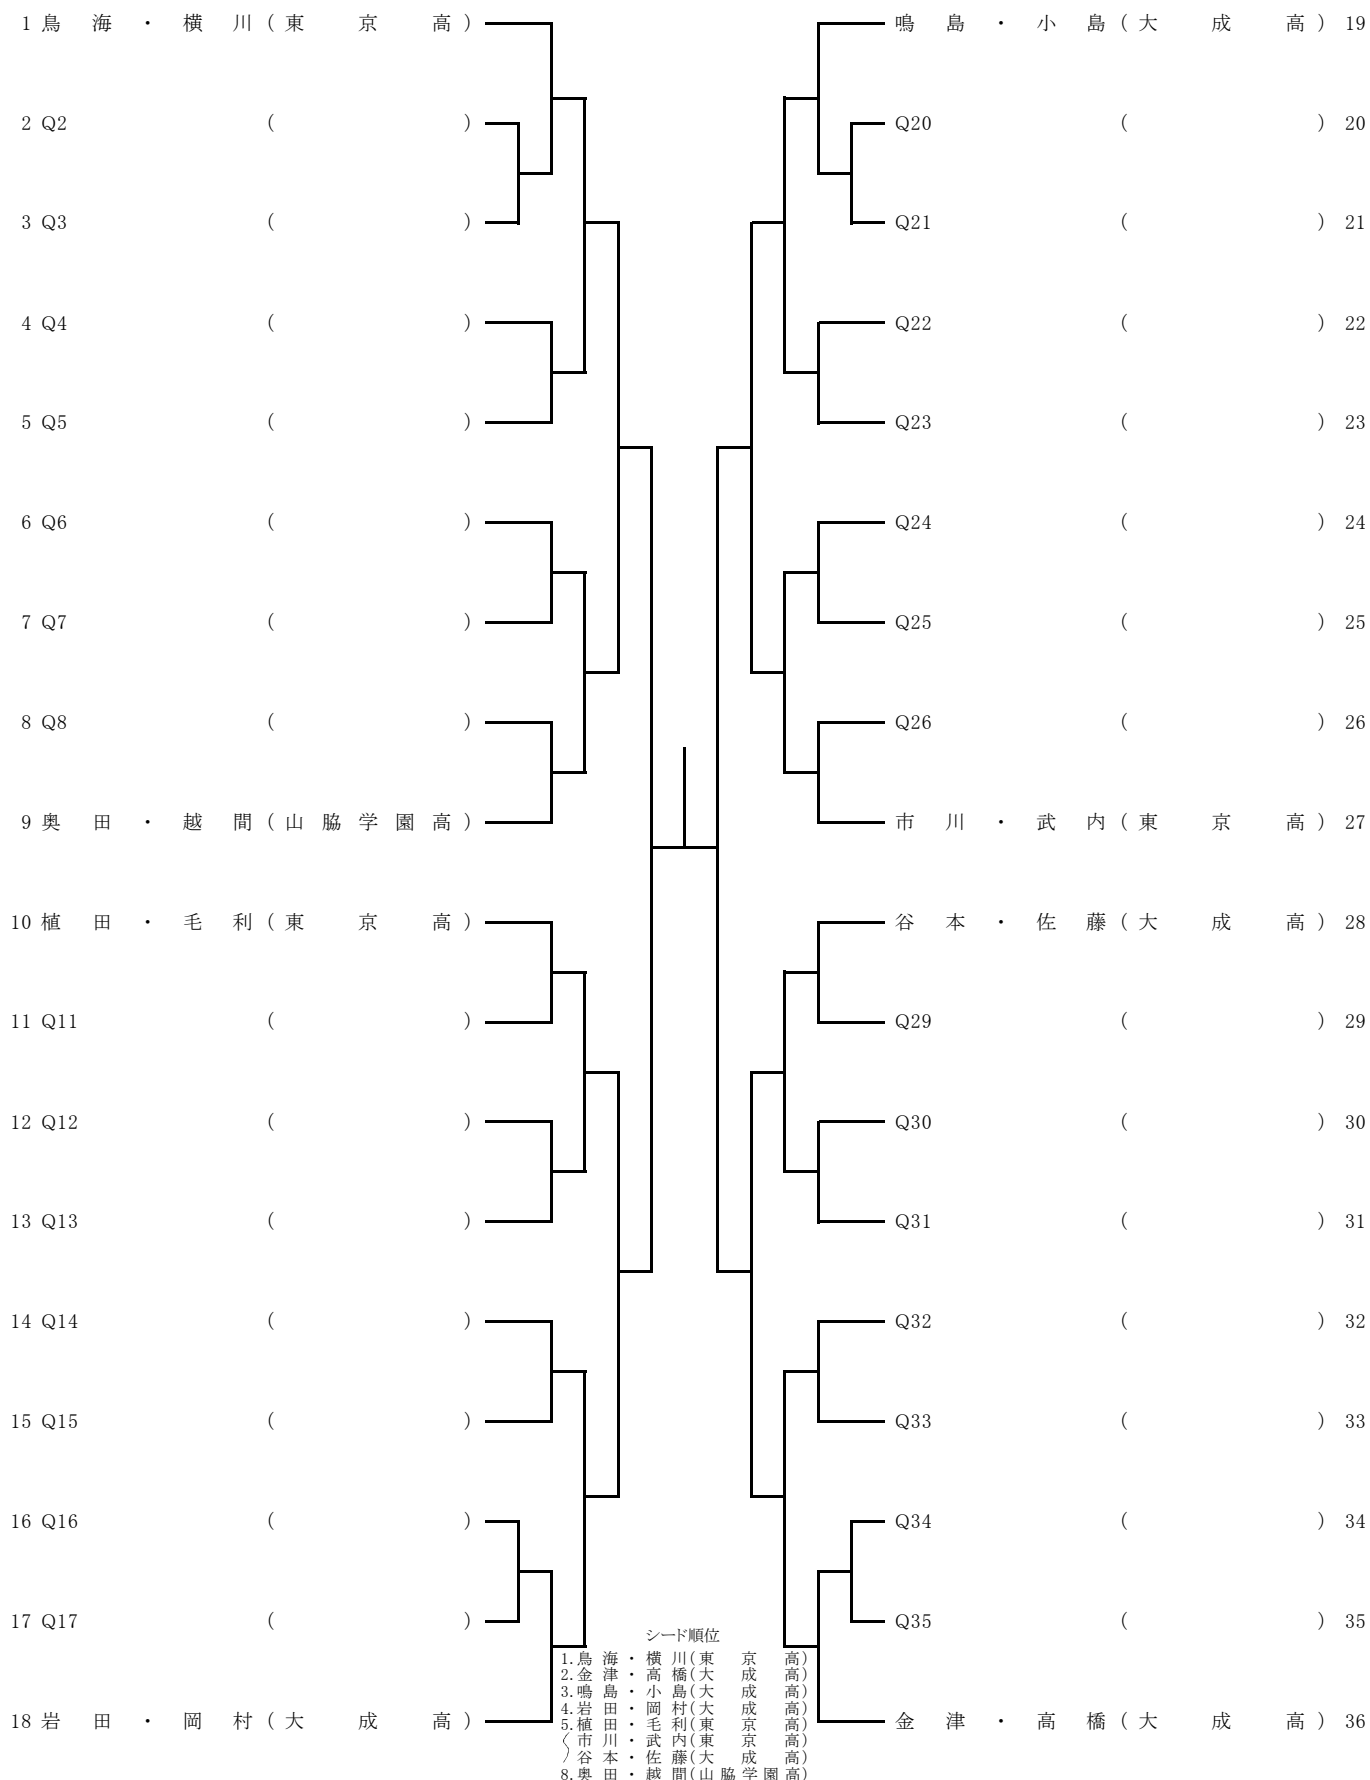 1 鳥海・横川(東京高)
2 Q2 ( )
3 Q3 ( )
4 Q4 ( )
5 Q5 ( )
6 Q6 ( )
7 Q7 ( )
8 Q8 ( )
9 奥田・越間(山脇学園高)
10 植田・毛利(東京高)
11 Q11 ( )
12 Q12 ( )
13 Q13 ( )
14 Q14 ( )
15 Q15 ( )
16 Q16 ( )
17 Q17 ( )
18 岩田・岡村(大成高)
鳴島・小島(大成高) 19
Q20 ( ) 20
Q21 ( ) 21
Q22 ( ) 22
Q23 ( ) 23
Q24 ( ) 24
Q25 ( ) 25
Q26 ( ) 26
市川・武内(東京高) 27
谷本・佐藤(大成高) 28
Q29 ( ) 29
Q30 ( ) 30
Q31 ( ) 31
Q32 ( ) 32
Q33 ( ) 33
Q34 ( ) 34
Q35 ( ) 35
金津・高橋(大成高) 36
シード順位
1.鳥海・横川(東京高)
2.金津・高橋(大成高)
3.鳴島・小島(大成高)
4.岩田・岡村(大成高)
5.植田・毛利(東京高)
市川・武内(東京高)
谷本・佐藤(大成高)
8.奥田・越間(山脇学園高)